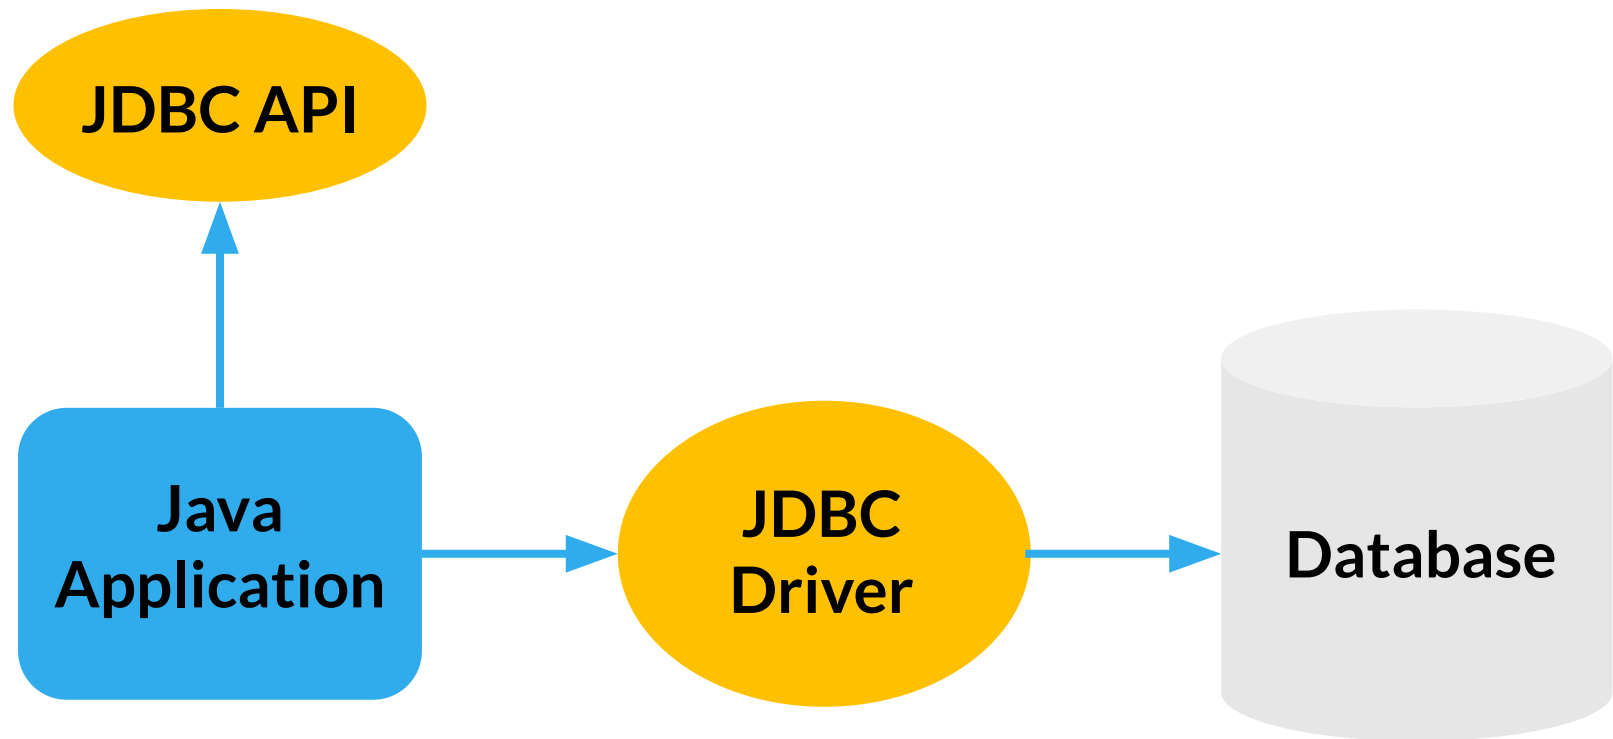 JDBC API
Java
Application
JDBC
Driver
Database